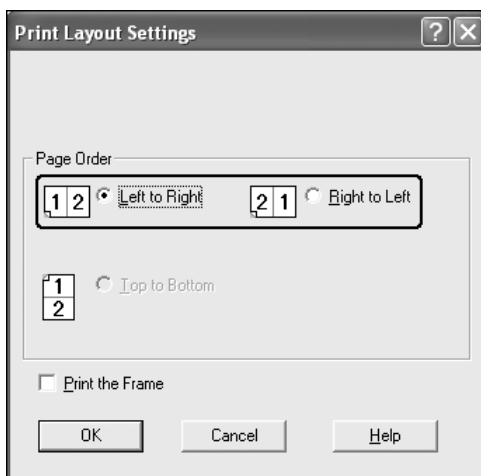 Print Layout Settings
Page Order
1 2 Left to Right 2 1 Right to Left
1
2
Top to Bottom
Print the Frame
OK Cancel Help